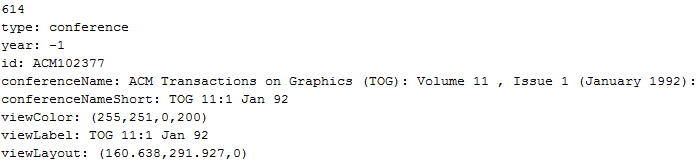 614
type: conference
year: -1
id: ACM102377
conferenceName: ACM Transactions on Graphics (TOG): Volume 11 , Issue 1 (January 1992):
conferenceNameShort: TOG 11:1 Jan 92
viewColor: (255,251,0,200)
viewLabel: TOG 11:1 Jan 92
viewLayout: (160.638,291.927,0)